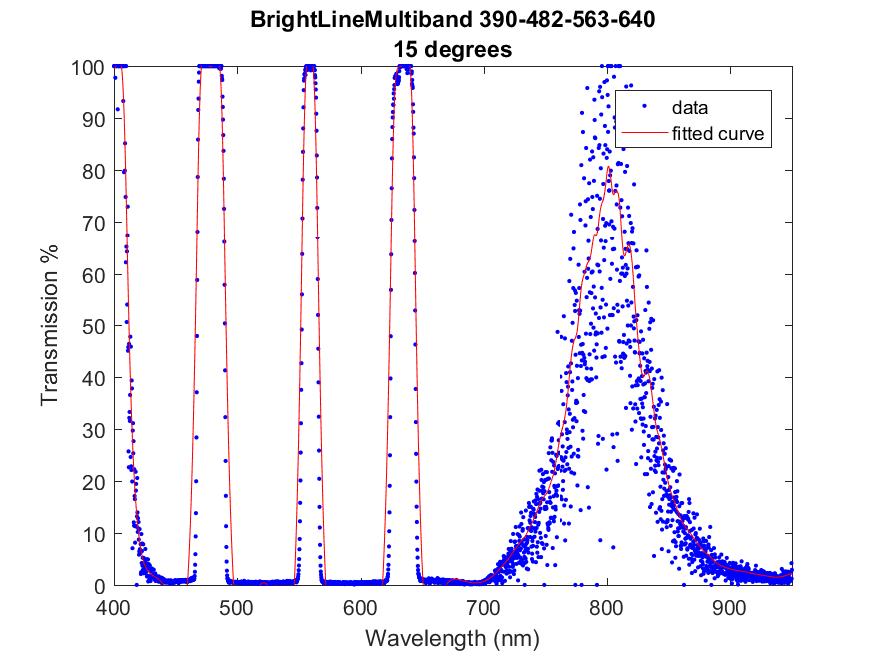 BrightLineMultiband 390-482-563-640
15 degrees
100
90
80
70
60
50
40
30
20
10
0
Transmission %
data
fitted curve
400
500
600
700
800
900
Wavelength (nm)